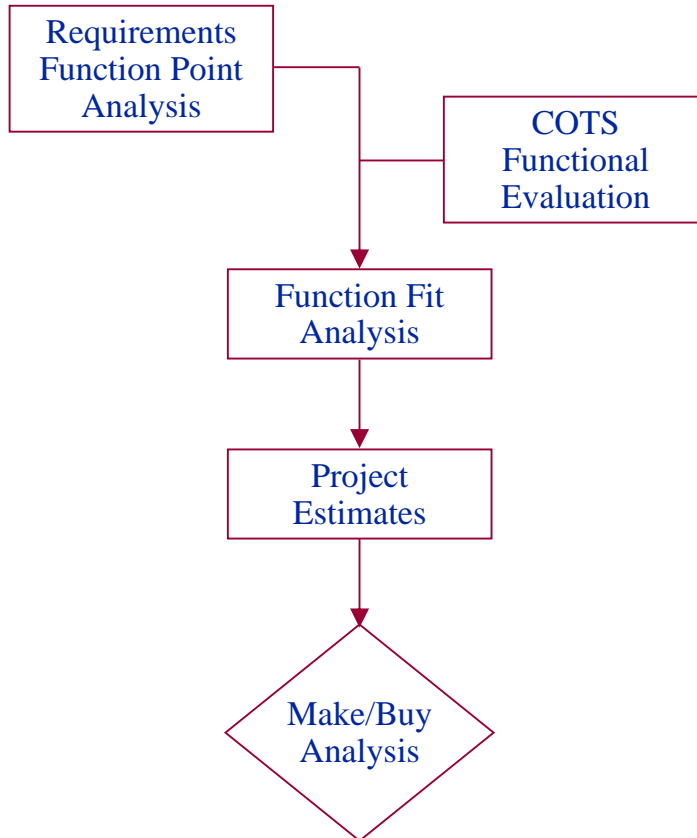 Requirements
Function Point
Analysis
COTS
Functional
Evaluation
Function Fit
Analysis
Project
Estimates
Make/Buy
Analysis